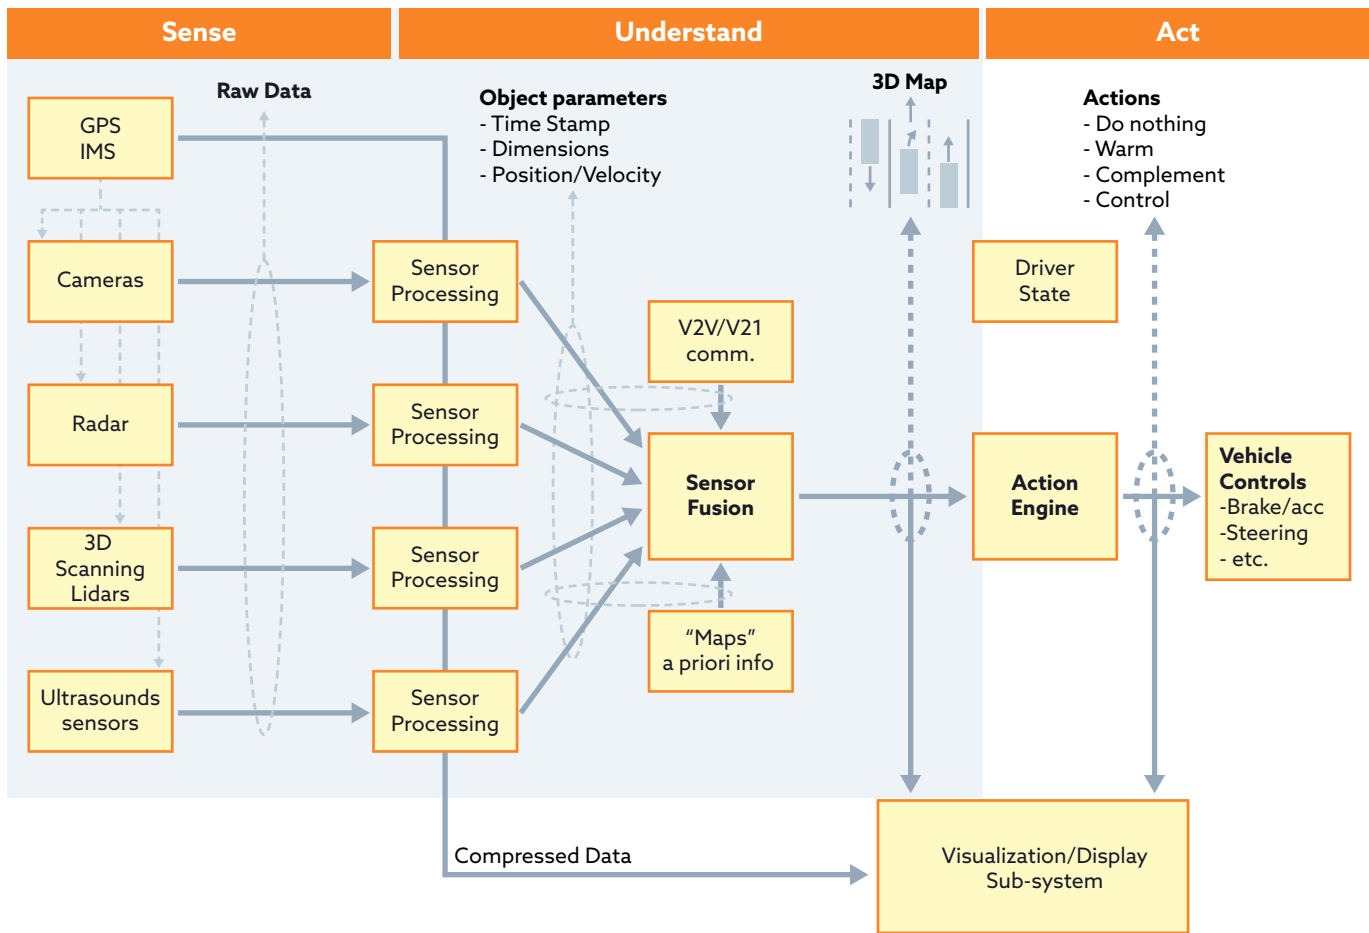 Sense
Understand
Act
Raw Data
GPS
IMS
Cameras
Radar
3D
Scanning
Lidars
Ultrasounds
sensors
Object parameters
- Time Stamp
- Dimensions
- Position/Velocity
Sensor
Processing
Sensor
Processing
Sensor
Processing
Sensor
Processing
V2V/V21
comm.
Sensor
Fusion
“Maps”
a priori info
3D Map
Actions
- Do nothing
- Warm
- Complement
- Control
Driver
State
Action
Engine
Vehicle
Controls
-Brake/acc
-Steering
- etc.
Compressed Data
Visualization/Display
Sub-system